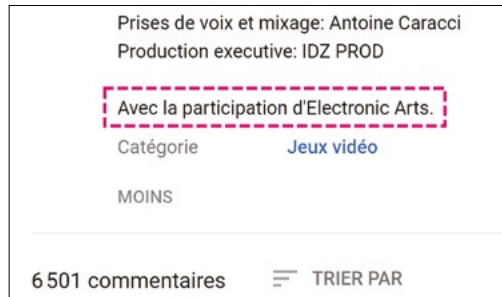 Prises de voix et mixage: Antoine Caracci
Production executive: IDZ PROD
Avec la participation d'Electronic Arts.
Catégorie Jeux vidéo
MOINS
6 501 commentaires TRIER PAR